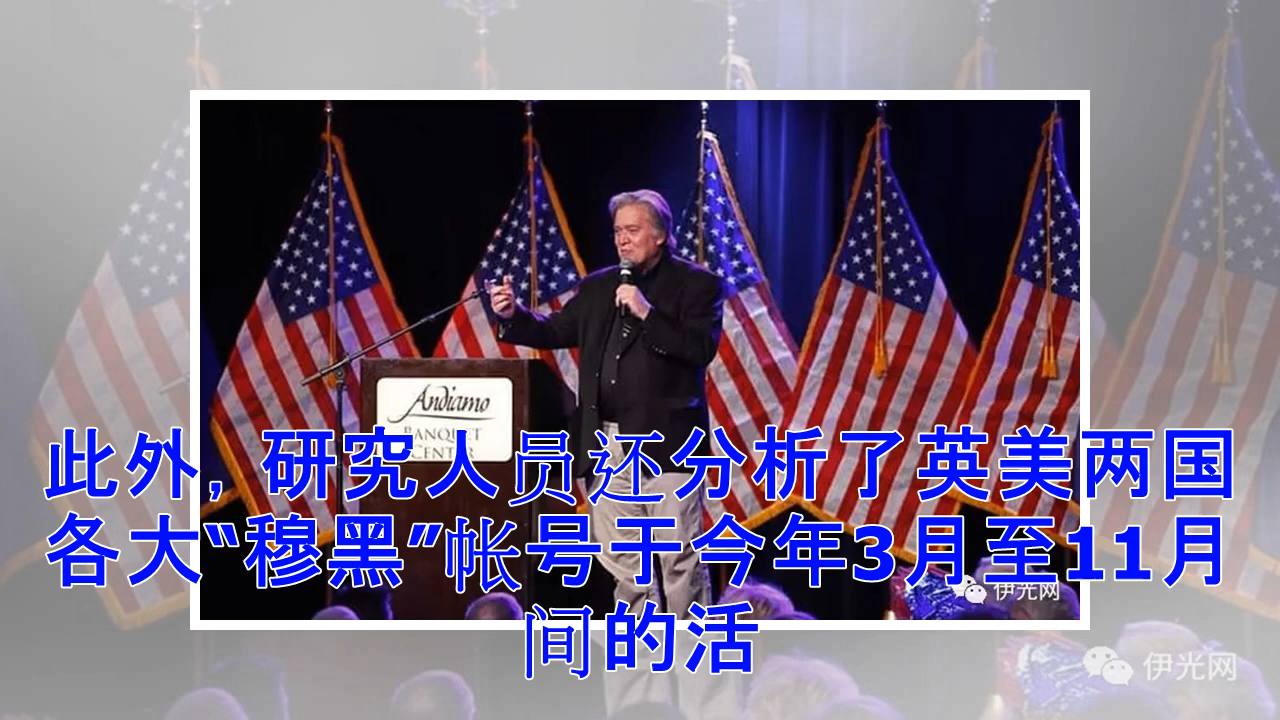 Andiamo
BANQUET
CENTER
此外, 研究人员还分析了英美两国
各大“穆黑”帐号于今年3月至11月
间的活
伊光网
伊光网